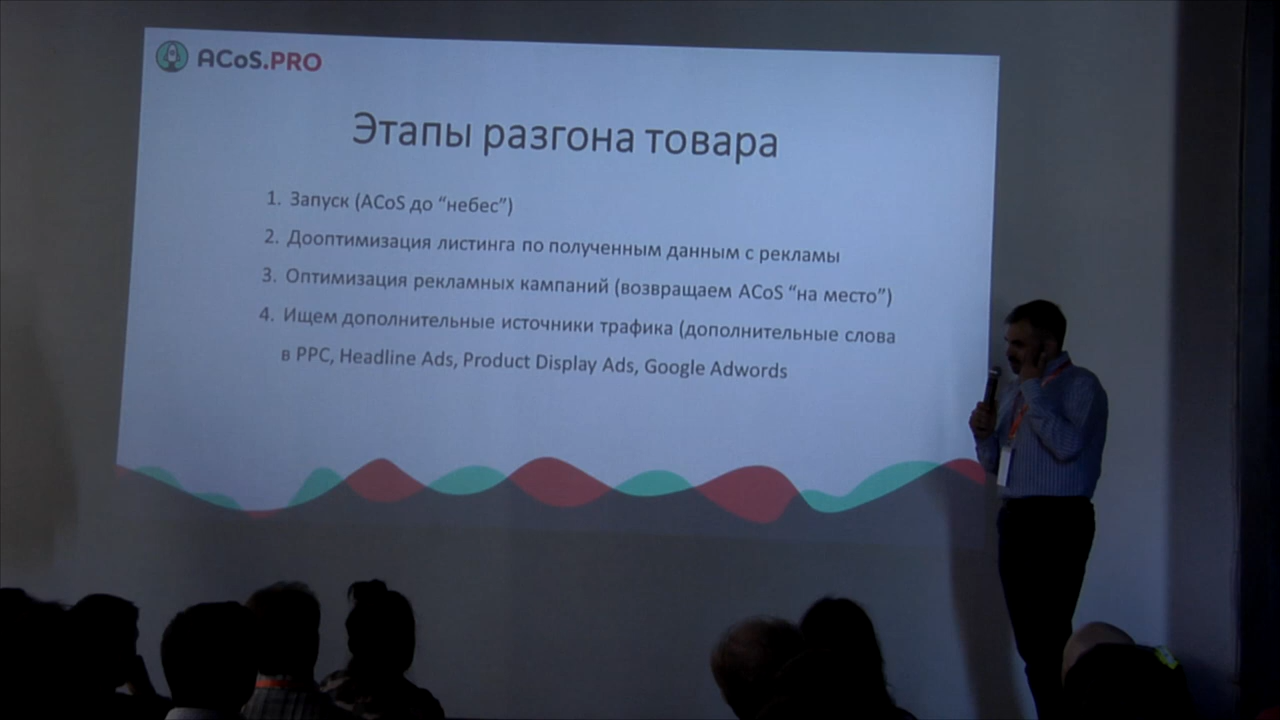 ACoS.PRO
Этапы разгона товара
1. Запуск (ACoS до “небес”)
2. Дооптимизация листинга по полученным данным с рекламы
3. Оптимизация рекламных кампаний (возвращаем ACoS “на место”)
4. Ищем дополнительные источники трафика (дополнительные слова
в PPC, Headline Ads, Product Display Ads, Google Adwords